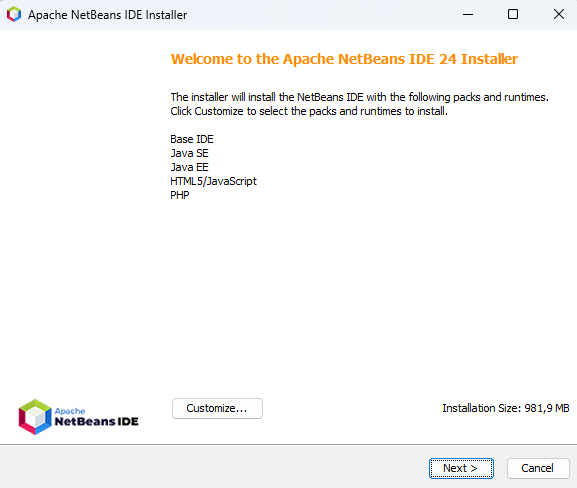 Apache NetBeans IDE Installer
Welcome to the Apache NetBeans IDE 24 Installer
The installer will install the NetBeans IDE with the following packs and runtimes.
Click Customize to select the packs and runtimes to install.
Base IDE
Java SE
Java EE
HTML5/JavaScript
PHP
Apache
NetBeans IDE
Customize...
Installation Size: 981,9 MB
Next >
Cancel